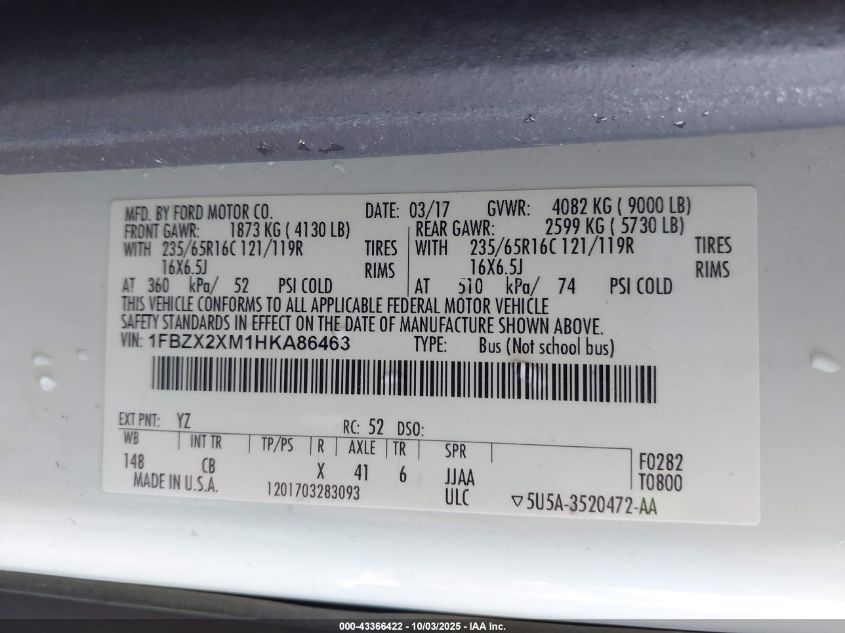 MFD. BY FORD MOTOR CO. DATE: 03/17 GVWR: 4082 KG ( 9000 LB)
FRONT GAWR: 1873 KG ( 4130 LB) REAR GAWR: 2599 KG ( 5730 LB)
WITH 235/65R16C 121/119R TIRES WITH 235/65R16C 121/119R TIRES
16X6.5J RIMS 16X6.5J RIMS
AT 360 kPa/ 52 PSI COLD AT 510 kPa/ 74 PSI COLD
THIS VEHICLE CONFORMS TO ALL APPLICABLE FEDERAL MOTOR VEHICLE
SAFETY STANDARDS IN EFFECT ON THE DATE OF MANUFACTURE SHOWN ABOVE.
VIN: 1FBZX2XM1HKA86463 TYPE: Bus (Not school bus)
EXT PNT: YZ RC: 52 DSO:
WB INT TR TP/PS R AXLE TR SPR F0282
148 CB X 41 6 JJAA T0800
MADE IN U.S.A. 1201703283093 ULC ▽5U5A-3520472-AA
000-43366422 - 10/03/2025 - IAA Inc.